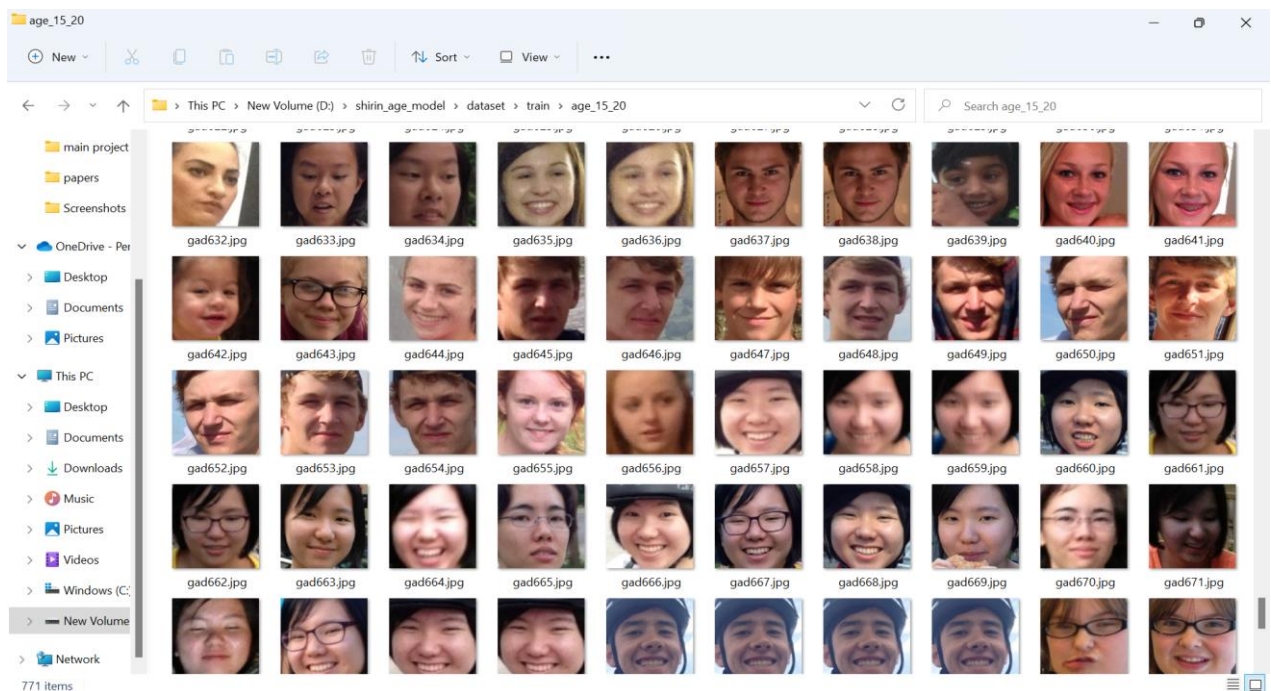 age_15_20
New
Sort
View
This PC > New Volume (D:) > shirin_age_model > dataset > train > age_15_20
Search age_15_20
main project
papers
Screenshots
OneDrive - Per
Desktop
Documents
Pictures
This PC
Desktop
Documents
Downloads
Music
Pictures
Videos
Windows (C:
New Volume
Network
gad632.jpg gad633.jpg gad634.jpg gad635.jpg gad636.jpg gad637.jpg gad638.jpg gad639.jpg gad640.jpg gad641.jpg
gad642.jpg gad643.jpg gad644.jpg gad645.jpg gad646.jpg gad647.jpg gad648.jpg gad649.jpg gad650.jpg gad651.jpg
gad652.jpg gad653.jpg gad654.jpg gad655.jpg gad656.jpg gad657.jpg gad658.jpg gad659.jpg gad660.jpg gad661.jpg
gad662.jpg gad663.jpg gad664.jpg gad665.jpg gad666.jpg gad667.jpg gad668.jpg gad669.jpg gad670.jpg gad671.jpg
771 items